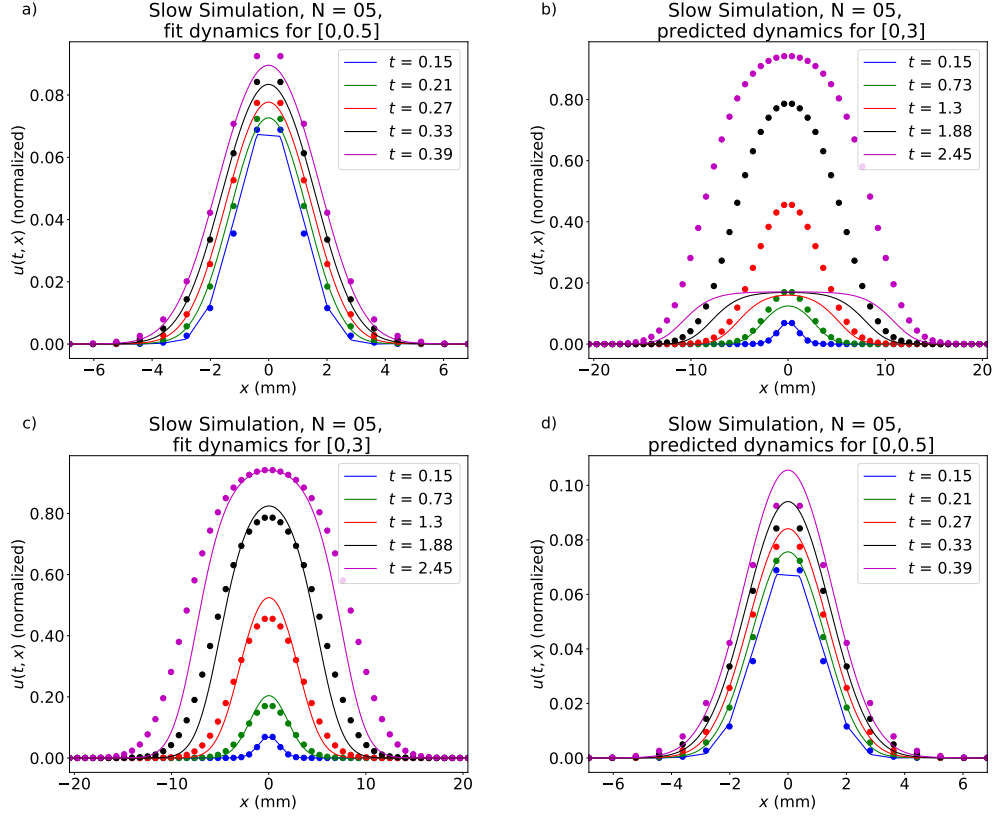 a)
Slow Simulation, N = 05,
fit dynamics for [0,0.5]
u(t, x) (normalized)
0.08
0.06
0.04
0.02
0.00
t = 0.15
t = 0.21
t = 0.27
t = 0.33
t = 0.39
−6
−4
−2
0
2
4
6
x (mm)
b)
Slow Simulation, N = 05,
predicted dynamics for [0,3]
u(t, x) (normalized)
0.80
0.60
0.40
0.20
0.00
t = 0.15
t = 0.73
t = 1.3
t = 1.88
t = 2.45
−20
−10
0
10
20
x (mm)
c)
Slow Simulation, N = 05,
fit dynamics for [0,3]
u(t, x) (normalized)
0.80
0.60
0.40
0.20
0.00
t = 0.15
t = 0.73
t = 1.3
t = 1.88
t = 2.45
−20
−10
0
10
20
x (mm)
d)
Slow Simulation, N = 05,
predicted dynamics for [0,0.5]
u(t, x) (normalized)
0.10
0.08
0.06
0.04
0.02
0.00
t = 0.15
t = 0.21
t = 0.27
t = 0.33
t = 0.39
−6
−4
−2
0
2
4
6
x (mm)